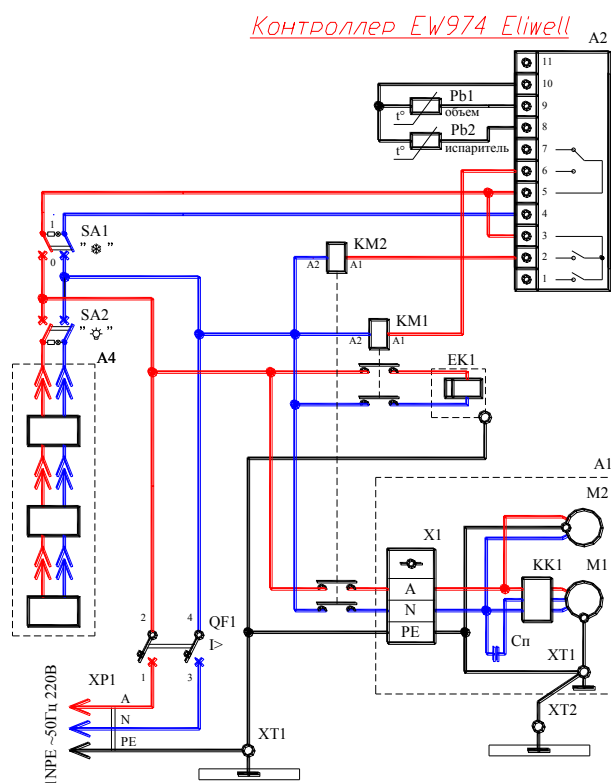 Контроллер EW974 Eliwell
A2
11
10
Pb1
9
объем
t°
Pb2
8
испаритель
t°
7
6
5
1
SA1
4
" ❄ "
3
KM2
0
A2
A1
2
1
SA2
KM1
" "
A2
A1
A4
EK1
A1
M2
X1
KK1
M1
A
2
4
QF1
N
I>
PE
Сп
XT1
XP1
1
3
A
N
XT2
PE
XT1
1NPE ~50Гц 220В